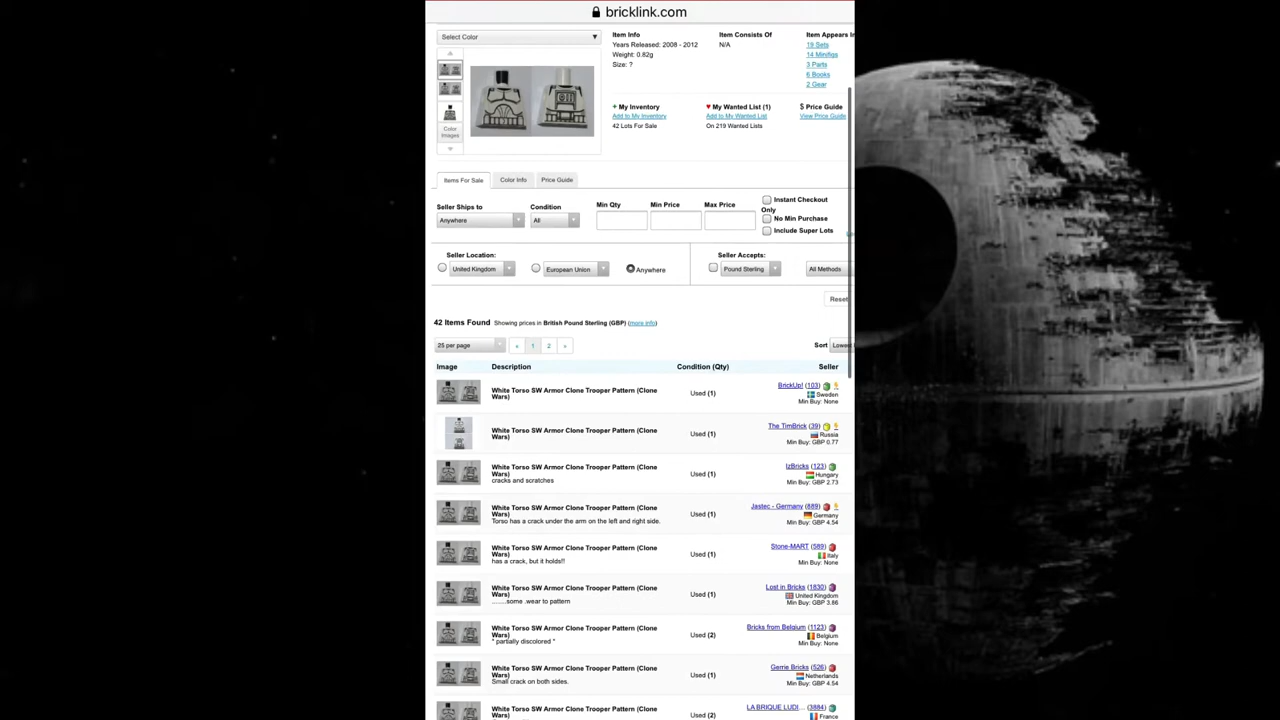 bricklink.com
Select Color
Color
Images
Item Info
Years Released: 2008 - 2012
Weight: 0.82g
Size: ?
Item Consists Of
N/A
Item Appears In
19 Sets
14 Minifigs
3 Parts
6 Books
2 Gear
+ My Inventory
Add to My Inventory
42 Lots For Sale
♥ My Wanted List (1)
Add to My Wanted List
On 219 Wanted Lists
$ Price Guide
View Price Guide
Items For Sale Color Info Price Guide
Seller Ships to
Anywhere
Condition
All
Min Qty
Min Price
Max Price
Instant Checkout
Only
No Min Purchase
Include Super Lots
Seller Location:
United Kingdom
European Union
Anywhere
Seller Accepts:
Pound Sterling
All Methods
Reset
42 Items Found Showing prices in British Pound Sterling (GBP) (more info)
25 per page « 1 2 » Sort Lowest
Image Description Condition (Qty) Seller
White Torso SW Armor Clone Trooper Pattern (Clone
Wars)
Used (1)
BrickUp! (103)
Sweden
Min Buy: None
White Torso SW Armor Clone Trooper Pattern (Clone
Wars)
Used (1)
The TimBrick (39)
Russia
Min Buy: GBP 0.77
White Torso SW Armor Clone Trooper Pattern (Clone
Wars)
cracks and scratches
Used (1)
IzBricks (123)
Hungary
Min Buy: GBP 2.73
White Torso SW Armor Clone Trooper Pattern (Clone
Wars)
Torso has a crack under the arm on the left and right side.
Used (1)
Jastec - Germany (889)
Germany
Min Buy: GBP 4.54
White Torso SW Armor Clone Trooper Pattern (Clone
Wars)
has a crack, but it holds!!
Used (1)
Stone-MART (589)
Italy
Min Buy: None
White Torso SW Armor Clone Trooper Pattern (Clone
Wars)
........some .wear to pattern
Used (1)
Lost in Bricks (1830)
United Kingdom
Min Buy: GBP 3.86
White Torso SW Armor Clone Trooper Pattern (Clone
Wars)
* partially discolored *
Used (2)
Bricks from Belgium (1123)
Belgium
Min Buy: None
White Torso SW Armor Clone Trooper Pattern (Clone
Wars)
Small crack on both sides.
Used (1)
Gerrie Bricks (526)
Netherlands
Min Buy: GBP 4.54
White Torso SW Armor Clone Trooper Pattern (Clone
Used (2)
LA BRIQUE LUDI... (3884)
France